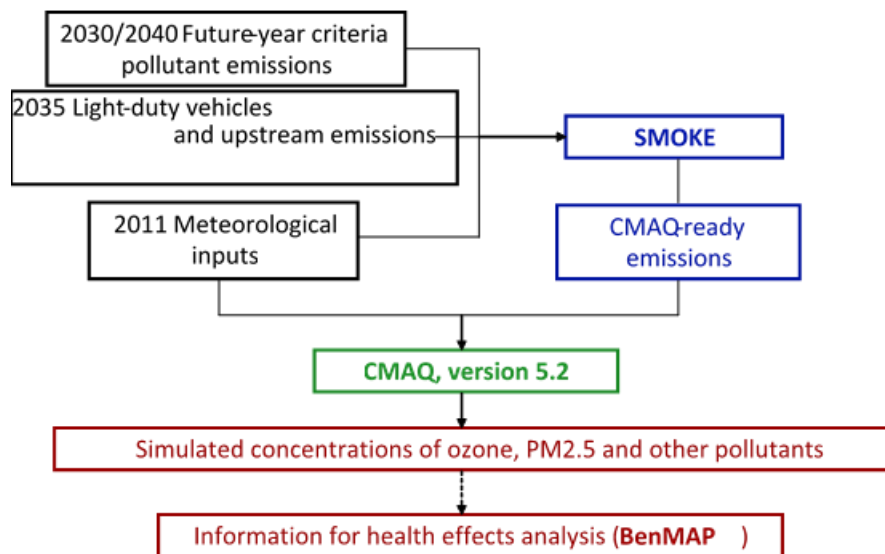 2030/2040 Future-year criteria
pollutant emissions
2035 Light-duty vehicles
and upstream emissions
SMOKE
2011 Meteorological
inputs
CMAQ-ready
emissions
CMAQ, version 5.2
Simulated concentrations of ozone, PM2.5 and other pollutants
Information for health effects analysis (BenMAP )